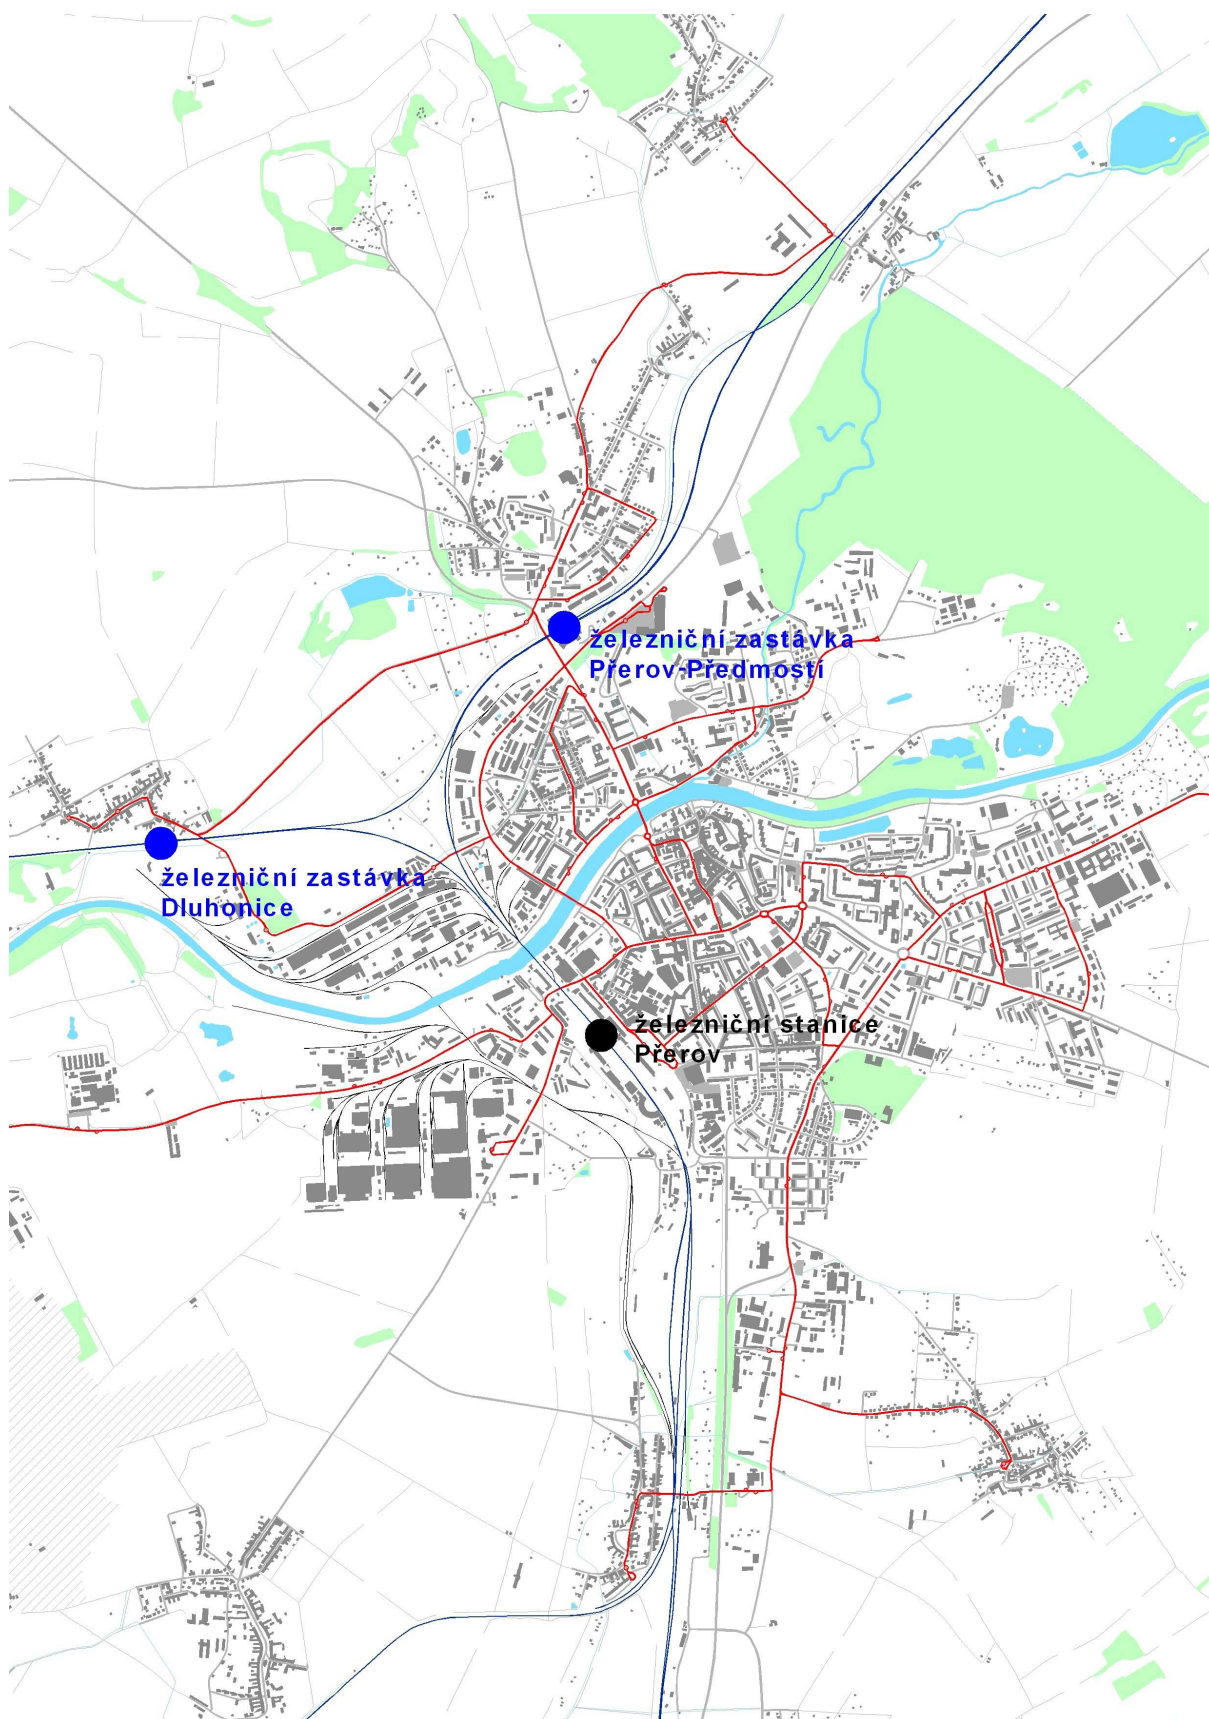 železniční zastávka
Přerov-Předmostí
železniční zastávka
Dluhonice
železniční stanice
Přerov